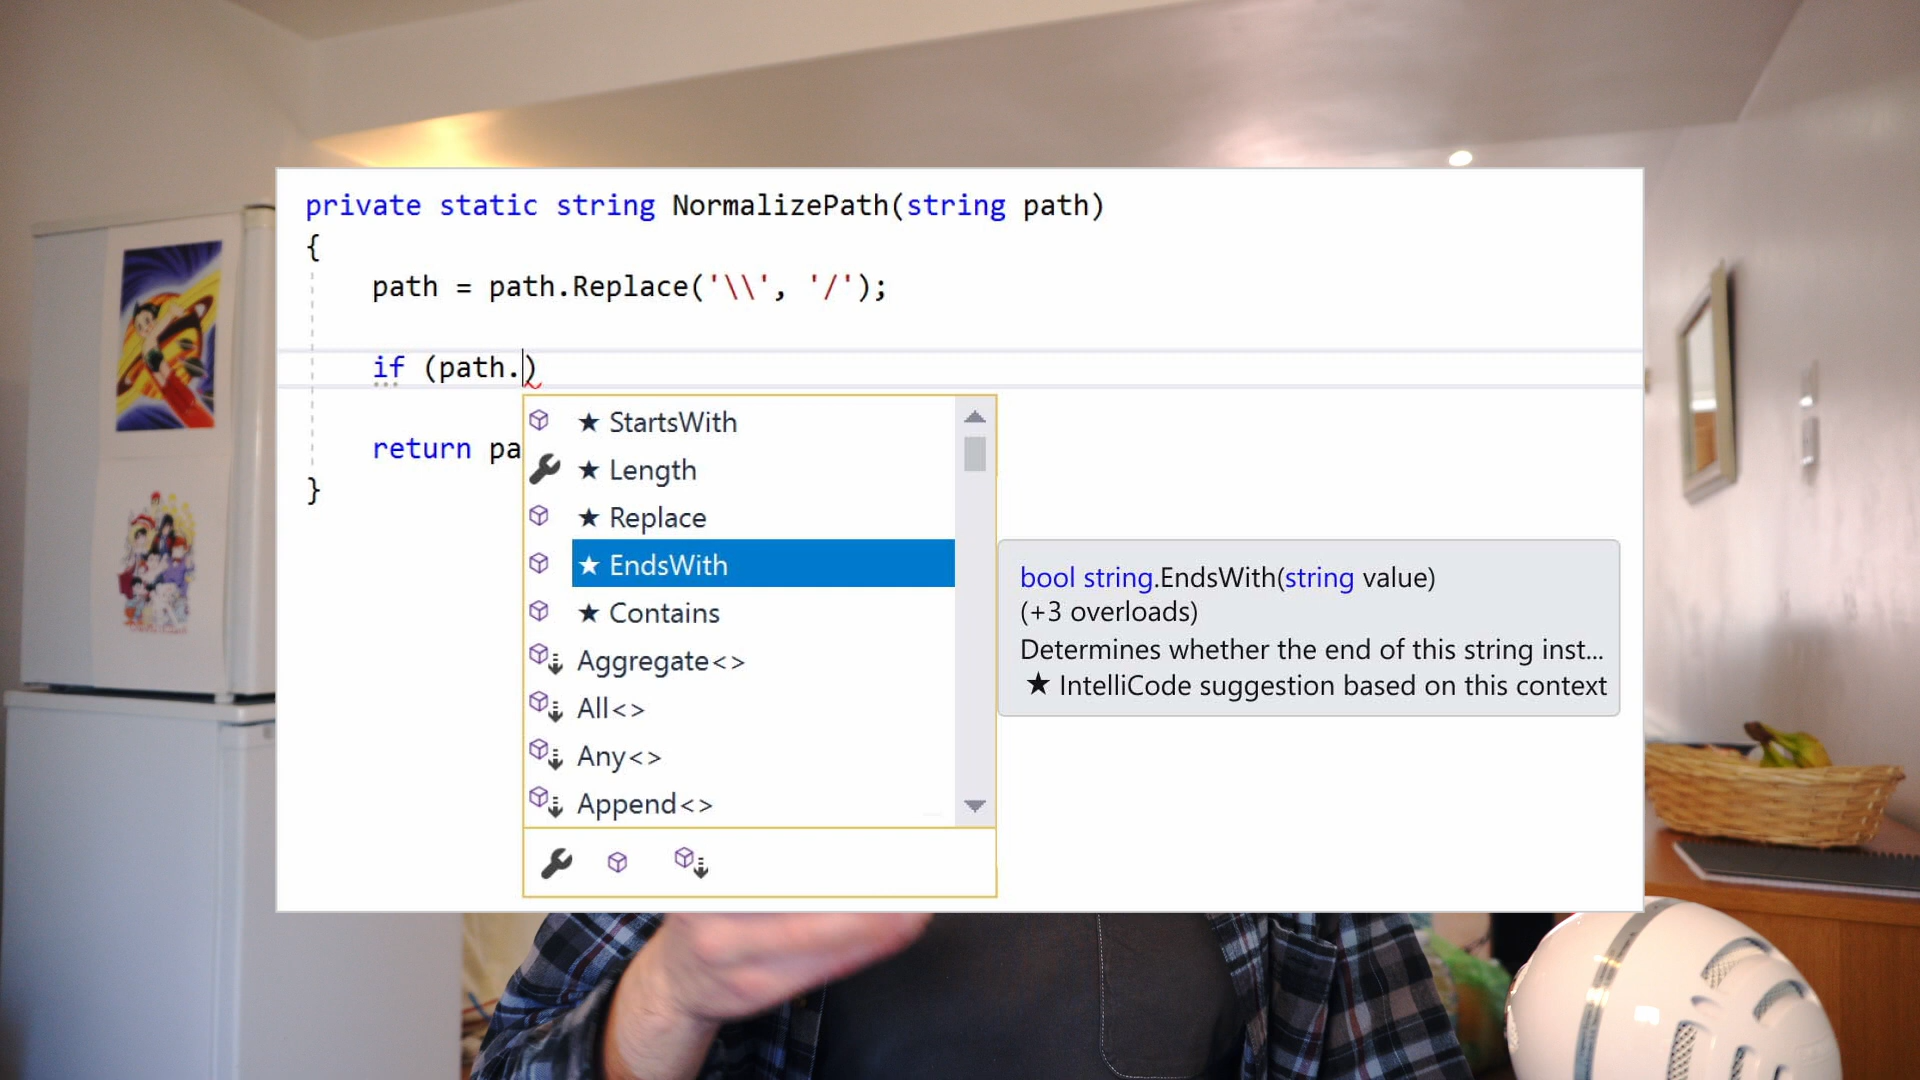 private static string NormalizePath(string path)
{
path = path.Replace('\\', '/');
if (path.)
return pa
}
★ StartsWith
★ Length
★ Replace
★ EndsWith
★ Contains
Aggregate<>
All<>
Any<>
Append<>
bool string.EndsWith(string value)
(+3 overloads)
Determines whether the end of this string inst...
★ IntelliCode suggestion based on this context